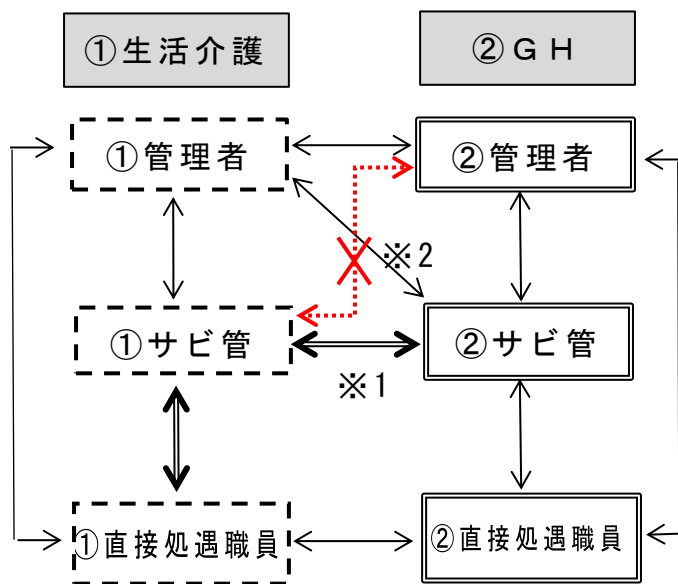 ①生活介護
②ＧＨ
①管理者
②管理者
※2
①サビ管
②サビ管
※1
①直接処遇職員
②直接処遇職員